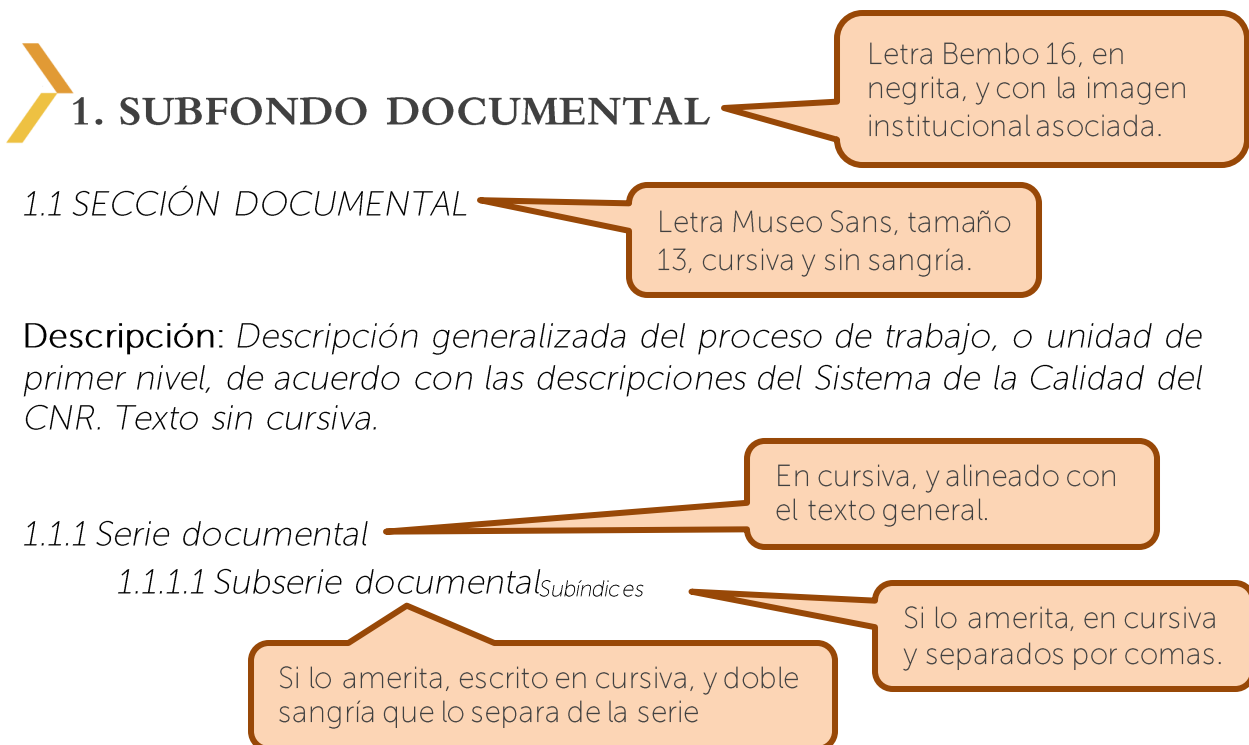 Letra Bembo 16, en
negrita, y con la imagen
institucional asociada.
1. SUBFONDO DOCUMENTAL
1.1 SECCIÓN DOCUMENTAL
Letra Museo Sans, tamaño
13, cursiva y sin sangría.
Descripción: Descripción generalizada del proceso de trabajo, o unidad de
primer nivel, de acuerdo con las descripciones del Sistema de la Calidad del
CNR. Texto sin cursiva.
En cursiva, y alineado con
el texto general.
1.1.1 Serie documental
1.1.1.1 Subserie documental Subíndices
Si lo amerita, en cursiva
y separados por comas.
Si lo amerita, escrito en cursiva, y doble
sangría que lo separa de la serie